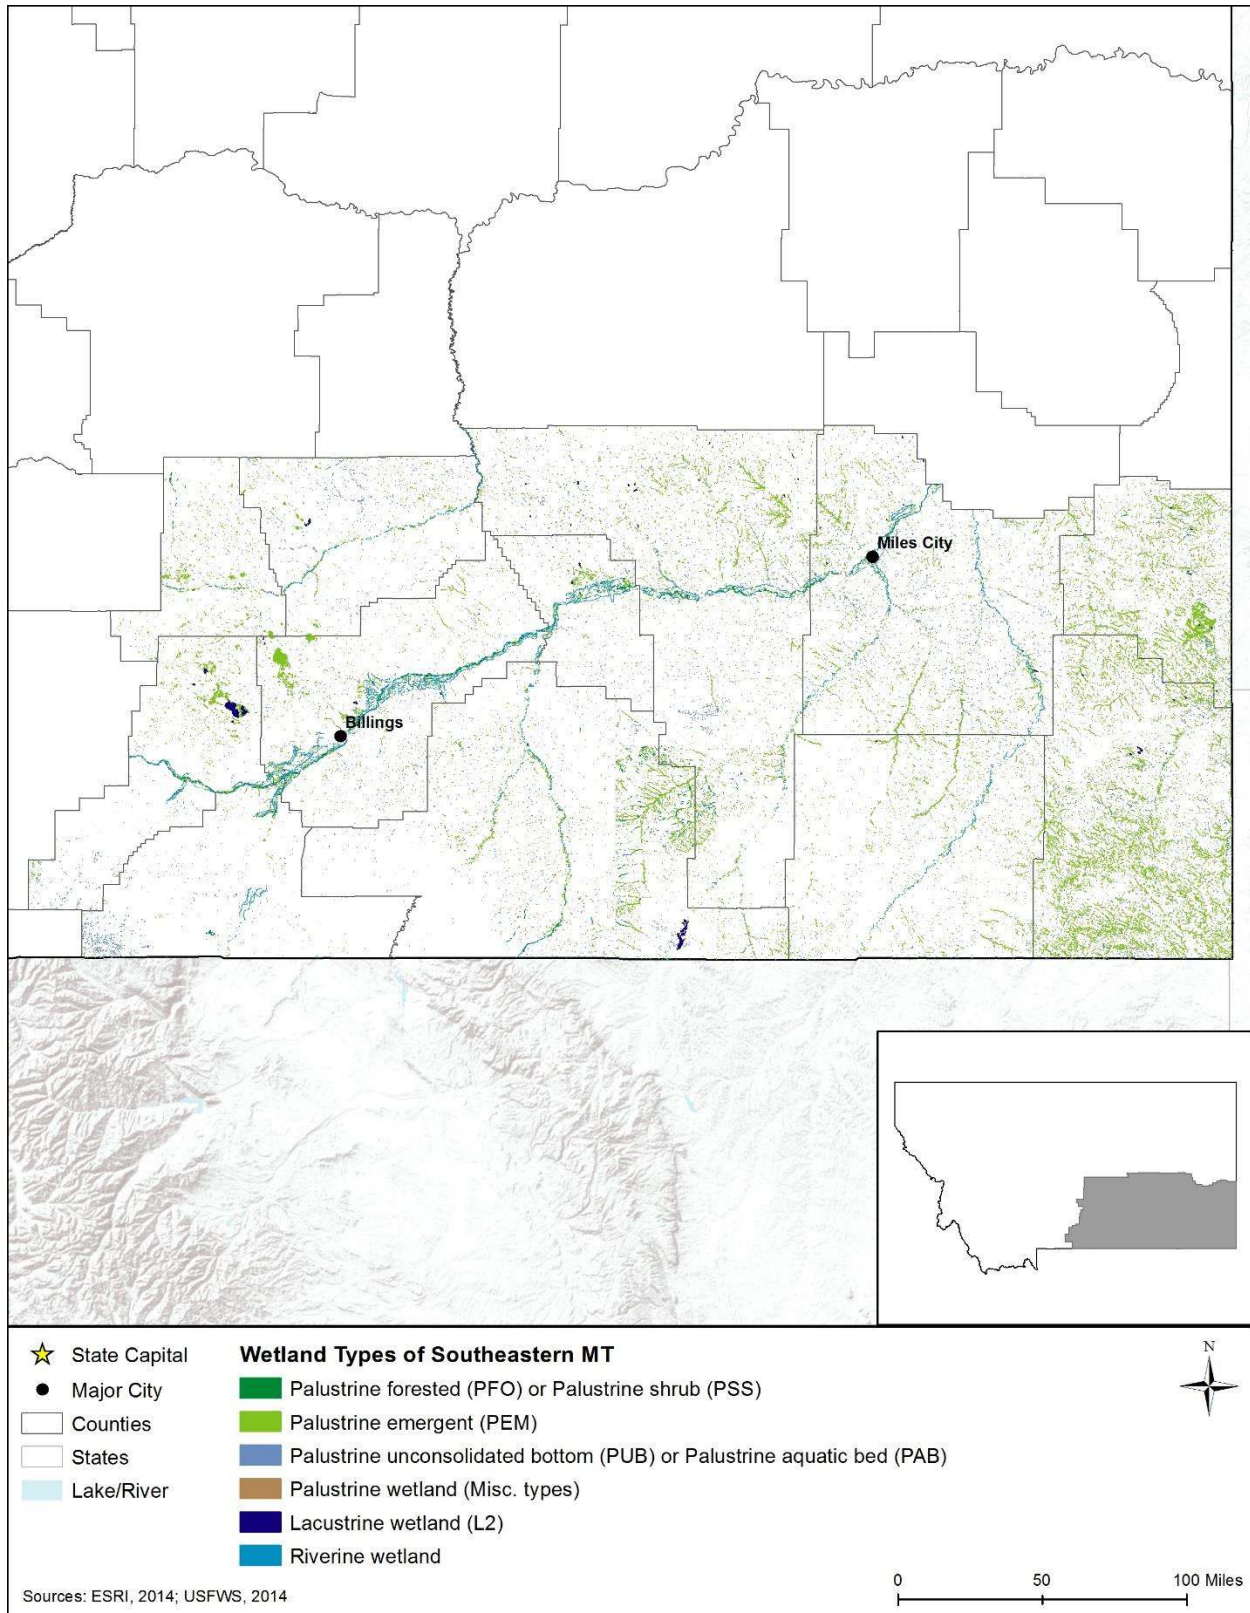 Miles City
Billings
State Capital
Major City
Counties
States
Lake/River
Wetland Types of Southeastern MT
Palustrine forested (PFO) or Palustrine shrub (PSS)
Palustrine emergent (PEM)
Palustrine unconsolidated bottom (PUB) or Palustrine aquatic bed (PAB)
Palustrine wetland (Misc. types)
Lacustrine wetland (L2)
Riverine wetland
N
Sources: ESRI, 2014; USFWS, 2014
0 50 100 Miles